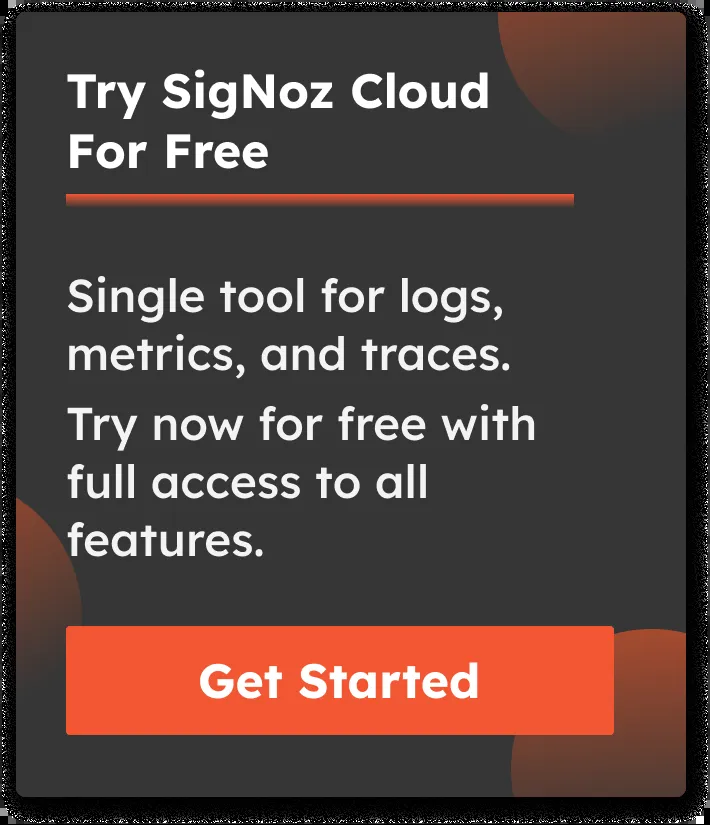 Try SigNoz Cloud
For Free
Single tool for logs,
metrics, and traces.
Try now for free with
full access to all
features.
Get Started